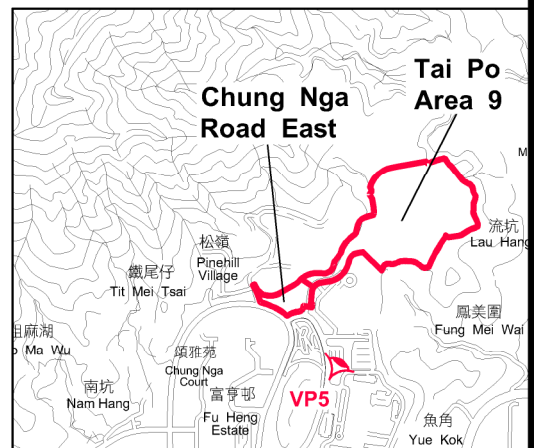 Tai Po
Area 9
Chung Nga
Road East
M
流坑
Lau Hang
松嶺
Pinehill
Village
鐵尾仔
Tit Mei Tsai
鳳美圍
Fung Mei Wai
麻湖
Ma Wu
頌雅苑
Chung Nga
Court
南坑
Nam Hang
富亨邨
Fu Heng
Estate
VP5
魚角
Yue Kok